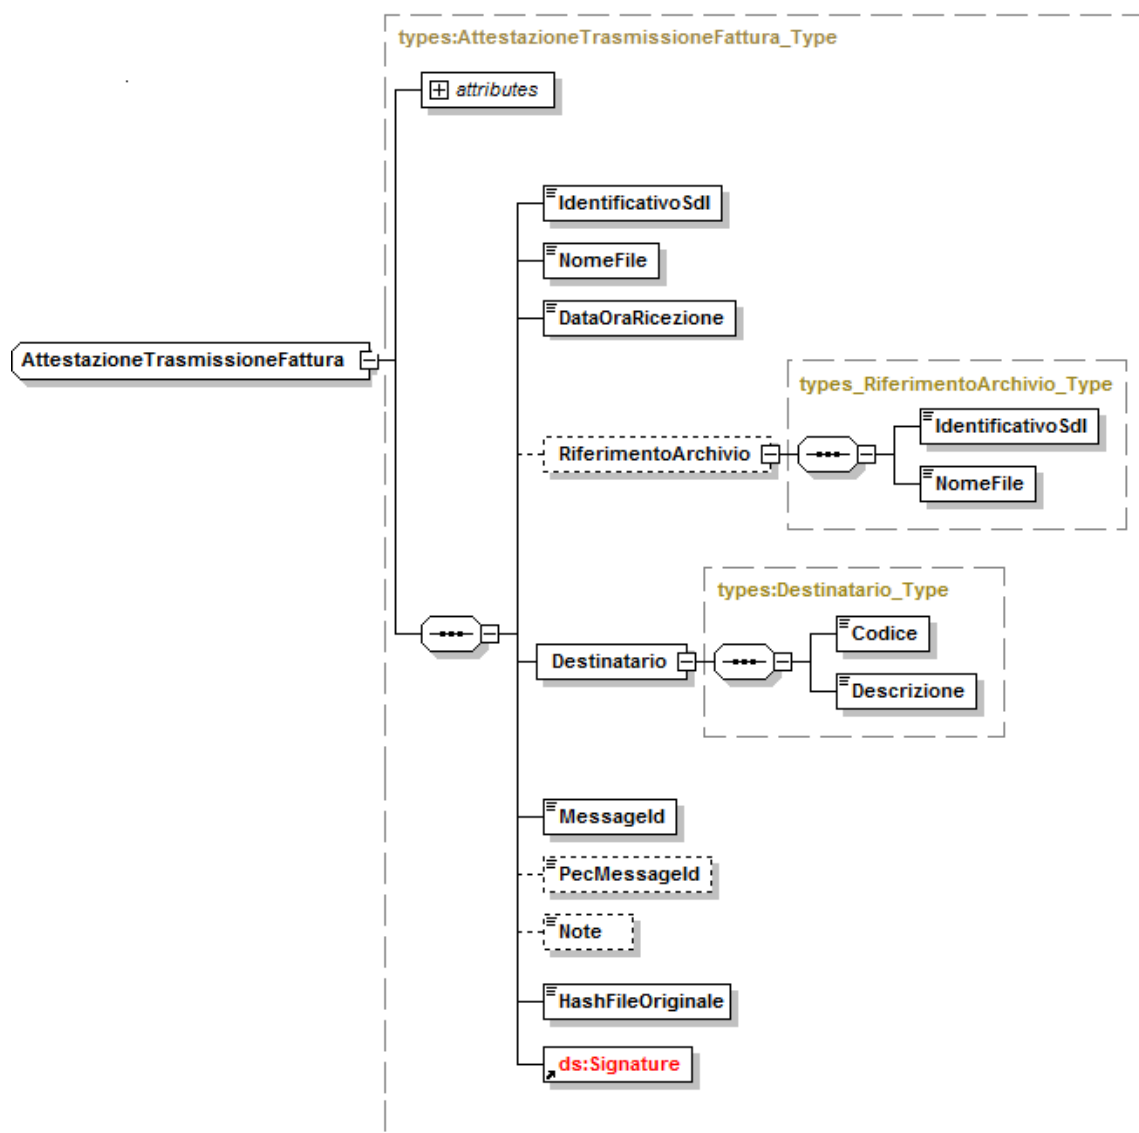 types:AttestazioneTrasmissioneFattura_Type
attributes
IdentificativoSdI
NomeFile
DataOraRicezione
AttestazioneTrasmissioneFattura
types_RiferimentoArchivio_Type
IdentificativoSdI
RiferimentoArchivio
NomeFile
types:Destinatario_Type
Codice
Destinatario
Descrizione
MessageId
PecMessageId
Note
HashFileOriginale
ds:Signature